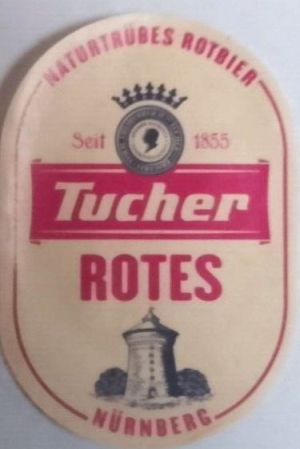 NATURTRÜBES ROTBIER
Seit 1855
Tucher
ROTES
NÜRNBERG